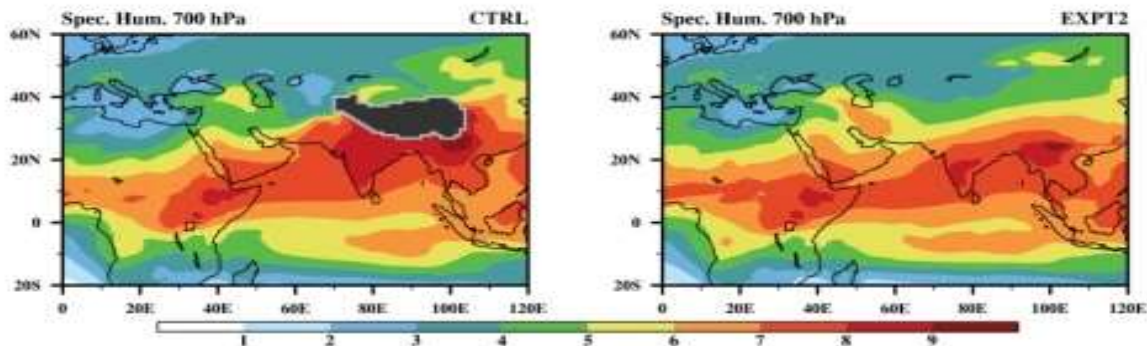 Spec. Hum. 700 hPa CTRL
60N
40N
20N
0
20S
0 20E 40E 60E 80E 100E 120E
Spec. Hum. 700 hPa EXPT2
60N
40N
20N
0
20S
0 20E 40E 60E 80E 100E 120E
1 2 3 4 5 6 7 8 9